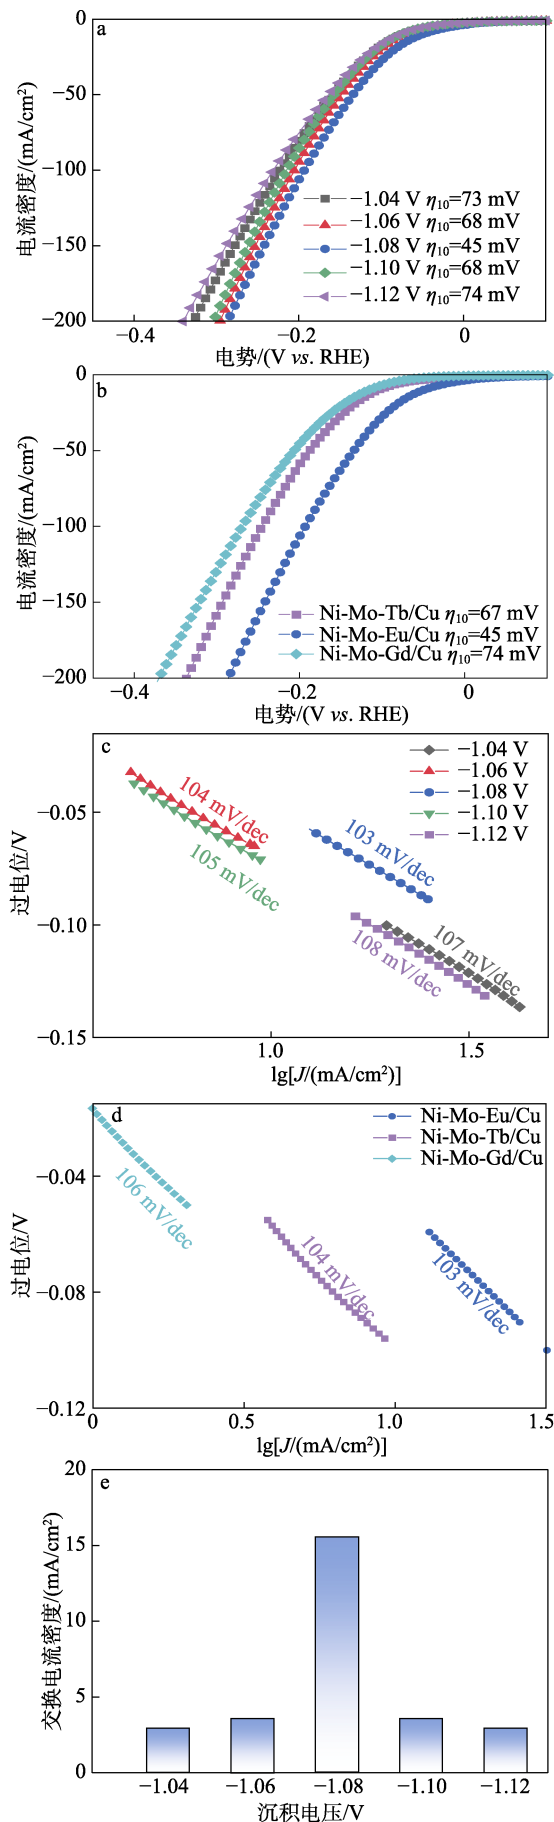 a
0
−50
−100
−150
−200
电流密度/(mA/cm²)
−1.04 V η₁₀=73 mV
−1.06 V η₁₀=68 mV
−1.08 V η₁₀=45 mV
−1.10 V η₁₀=68 mV
−1.12 V η₁₀=74 mV
−0.4 −0.2 0
电势/(V vs. RHE)
b
0
−50
−100
−150
−200
电流密度/(mA/cm²)
Ni-Mo-Tb/Cu η₁₀=67 mV
Ni-Mo-Eu/Cu η₁₀=45 mV
Ni-Mo-Gd/Cu η₁₀=74 mV
−0.4 −0.2 0
电势/(V vs. RHE)
c
−1.04 V
−1.06 V
−1.08 V
−1.10 V
−1.12 V
104 mV/dec
105 mV/dec
103 mV/dec
107 mV/dec
108 mV/dec
−0.05
−0.10
−0.15
过电位/V
1.0 1.5
lg[J/(mA/cm²)]
d
Ni-Mo-Eu/Cu
Ni-Mo-Tb/Cu
Ni-Mo-Gd/Cu
106 mV/dec
104 mV/dec
103 mV/dec
−0.04
−0.08
−0.12
过电位/V
0 0.5 1.0 1.5
lg[J/(mA/cm²)]
e
20
15
10
5
0
交换电流密度/(mA/cm²)
−1.04 −1.06 −1.08 −1.10 −1.12
沉积电压/V